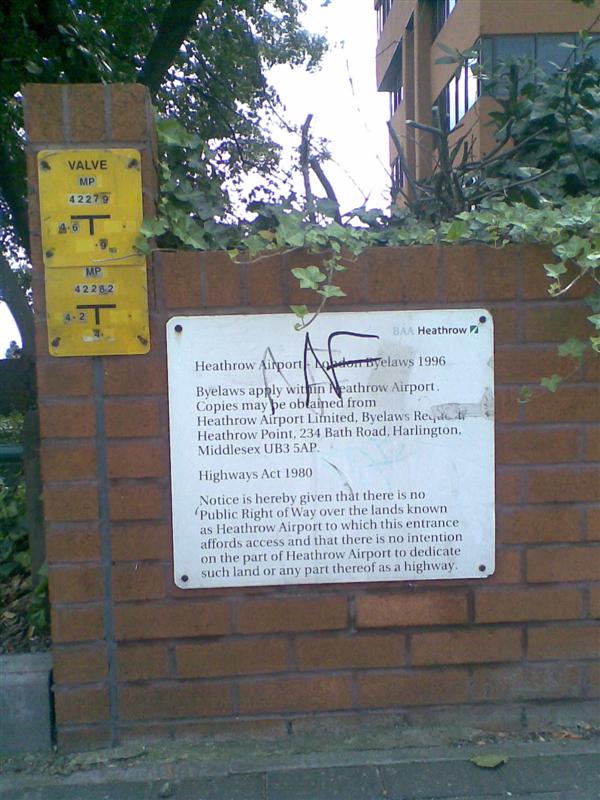 VALVE
MP
42279
4·6
·9
MP
42282
4·2
·4
BAA Heathrow
Heathrow Airport - London Byelaws 1996
Byelaws apply within Heathrow Airport.
Copies may be obtained from
Heathrow Airport Limited, Byelaws
Heathrow Point, 234 Bath Road, Harlington,
Middlesex UB3 5AP.
Highways Act 1980
Notice is hereby given that there is no
Public Right of Way over the lands known
as Heathrow Airport to which this entrance
affords access and that there is no intention
on the part of Heathrow Airport to dedicate
such land or any part thereof as a highway.